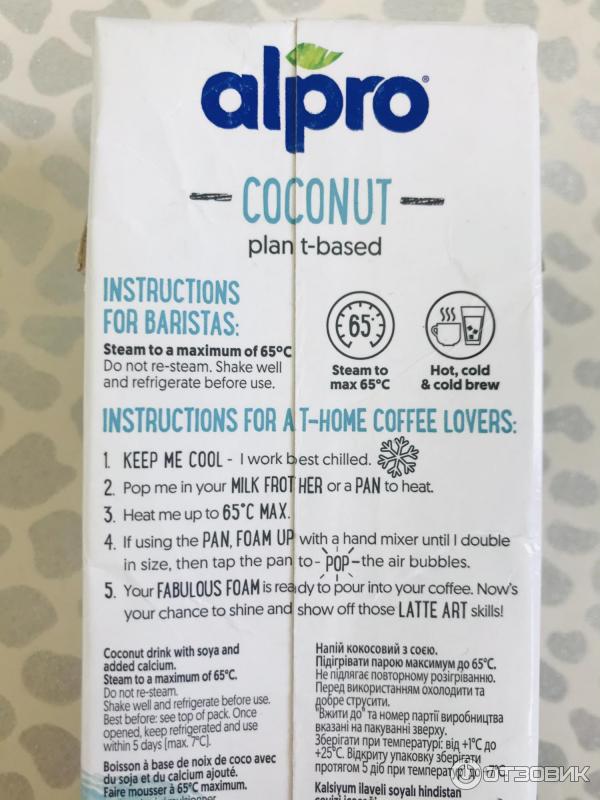 alpro
COCONUT
plant-based
INSTRUCTIONS
FOR BARISTAS:
Steam to a maximum of 65°C
Do not re-steam. Shake well
and refrigerate before use.
65°
Steam to
max 65°C
Hot, cold
& cold brew
INSTRUCTIONS FOR AT-HOME COFFEE LOVERS:
1. KEEP ME COOL - I work best chilled.
2. Pop me in your MILK FROTHER or a PAN to heat.
3. Heat me up to 65°C MAX.
4. If using the PAN, FOAM UP with a hand mixer until I double
in size, then tap the pan to - POP - the air bubbles.
5. Your FABULOUS FOAM is ready to pour into your coffee. Now's
your chance to shine and show off those LATTE ART skills!
Coconut drink with soya and
added calcium.
Steam to a maximum of 65°C.
Do not re-steam.
Shake well and refrigerate before use.
Best before: see top of pack. Once
opened, keep refrigerated and use
within 5 days (max. 7°C).
Boisson à base de noix de coco avec
du soja et du calcium ajouté.
Faire mousser à 65°C maximum.
Напій кокосовий з соєю.
Підігрівати парою максимум до 65°C.
Не підлягає повторному розігріванню.
Перед використанням охолодити та
добре струсити.
"Вжити до" та номер партії виробництва
вказані на пакуванні зверху.
Зберігати при температурі: від +1°C до
+25°C. Відкриту упаковку зберігати
протягом 5 діб при температурі до +7°C.
Kalsiyum ilaveli soyalı hindistan
ОТЗОВИК